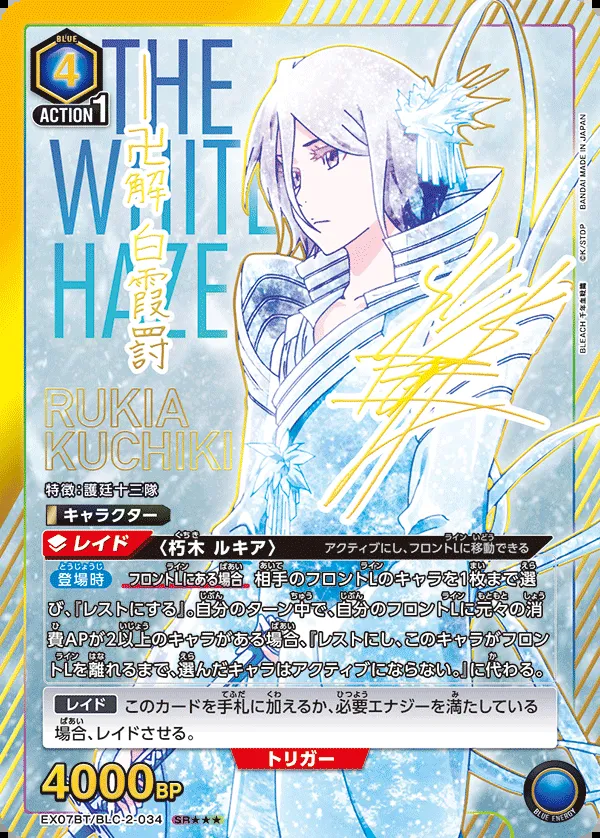 BLUE
4
ACTION 1
THE
WHITE
HAZE
卍解 白霞罸
RUKIA
KUCHIKI
©K/STDP BANDAI MADE IN JAPAN
BLEACH 千年血戦篇
特徴：護廷十三隊
キャラクター
レイド 〈朽木 ルキア〉 アクティブにし、フロントLに移動できる
登場時 フロントLにある場合 相手のフロントLのキャラを1枚まで選
び、『レストにする』。自分のターン中で、自分のフロントLに元々の消
費APが2以上のキャラがある場合、『レストにし、このキャラがフロン
トLを離れるまで、選んだキャラはアクティブにならない。』に代わる。
レイド このカードを手札に加えるか、必要エナジーを満たしている
場合、レイドさせる。
トリガー
4000BP
BLUE ENERGY
EX07BT/BLC-2-034 SR★★★